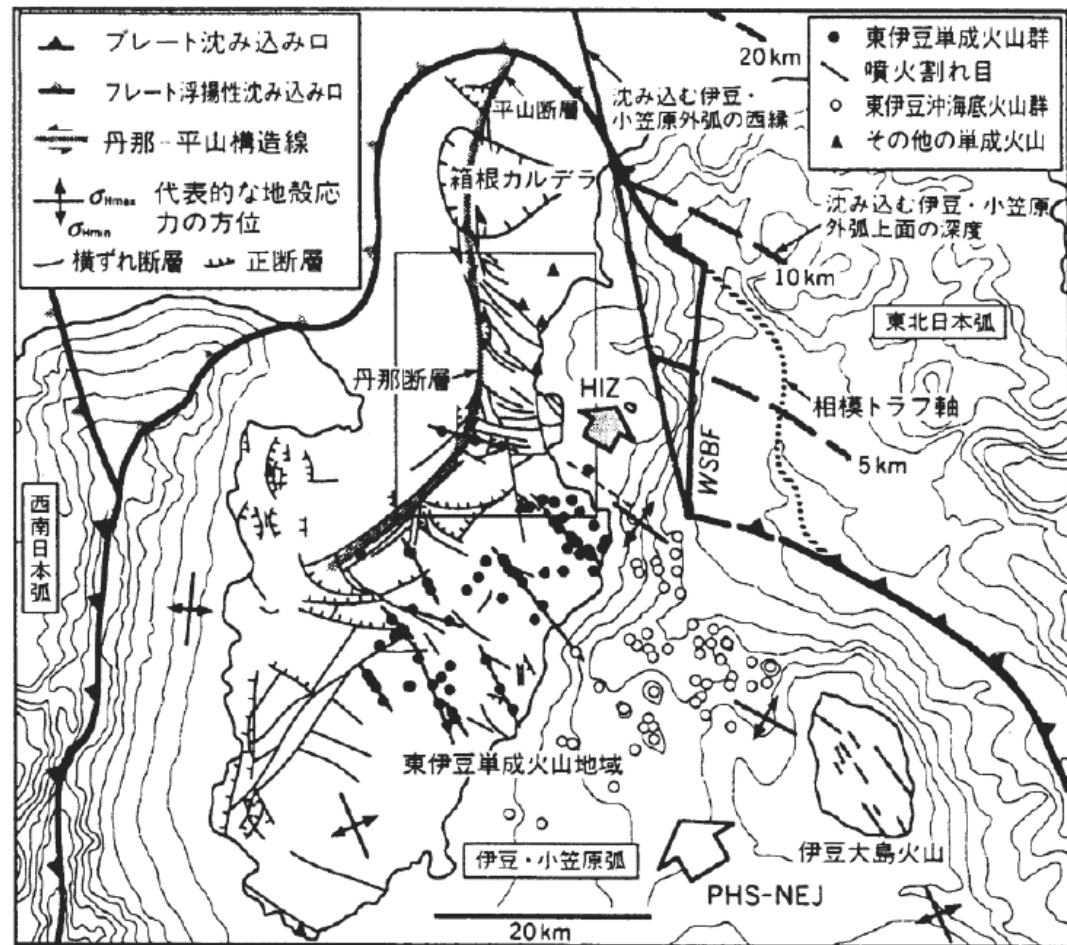 プレート沈み込み口
フレート浮揚性沈み込み口
丹那－平山構造線
σHmax 代表的な地殻応
σHmin 力の方位
横ずれ断層 正断層
東伊豆単成火山群
噴火割れ目
東伊豆沖海底火山群
その他の単成火山
20km
平山断層
沈み込む伊豆・
小笠原外弧の西縁
箱根カルデラ
沈み込む伊豆・小笠原
外弧上面の深度
10km
東北日本弧
丹那断層
HIZ
相模トラフ軸
WSBF
5km
西南日本弧
東伊豆単成火山地域
伊豆・小笠原弧
伊豆大島火山
PHS-NEJ
20km